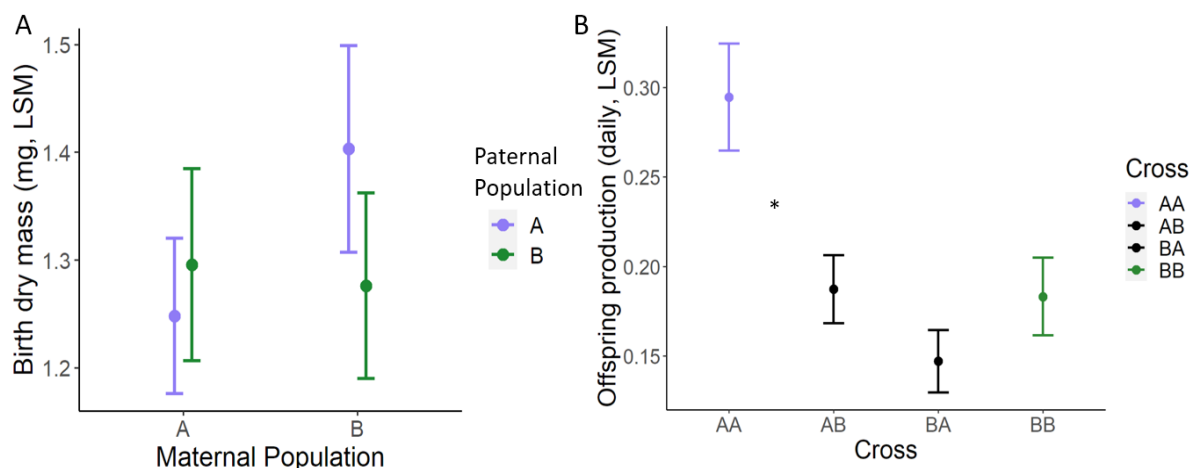 A
Birth dry mass (mg, LSM)
1.5
1.4
1.3
1.2
A
B
Maternal Population
Paternal
Population
A
B
B
Offspring production (daily, LSM)
0.30
0.25
0.20
0.15
*
AA
AB
BA
BB
Cross
Cross
AA
AB
BA
BB